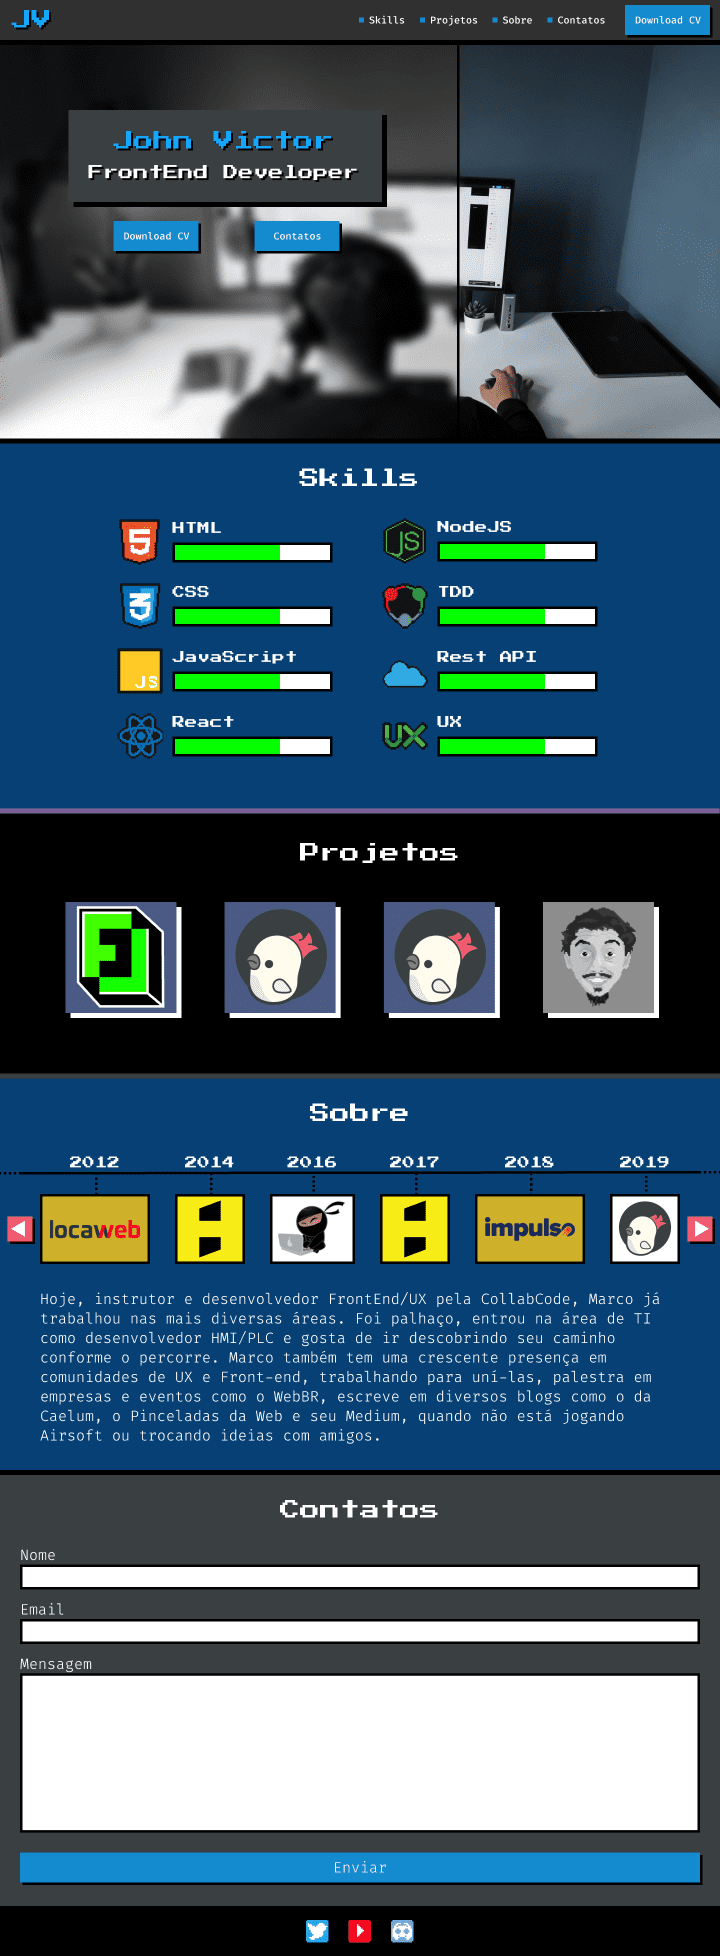 JV
Skills
Projetos
Sobre
Contatos
Download CV
John Victor
FrontEnd Developer
Download CV
Contatos
Skills
HTML
NodeJS
CSS
TDD
JS
JavaScript
Rest API
React
UX
UX
Projetos
Sobre
2012
2014
2016
2017
2018
2019
locaweb
impulso
Hoje, instrutor e desenvolvedor FrontEnd/UX pela CollabCode, Marco já
trabalhou nas mais diversas áreas. Foi palhaço, entrou na área de TI
como desenvolvedor HMI/PLC e gosta de ir descobrindo seu caminho
conforme o percorre. Marco também tem uma crescente presença em
comunidades de UX e Front-end, trabalhando para uní-las, palestra em
empresas e eventos como o WebBR, escreve em diversos blogs como o da
Caelum, o Pinceladas da Web e seu Medium, quando não está jogando
Airsoft ou trocando ideias com amigos.
Contatos
Nome
Email
Mensagem
Enviar